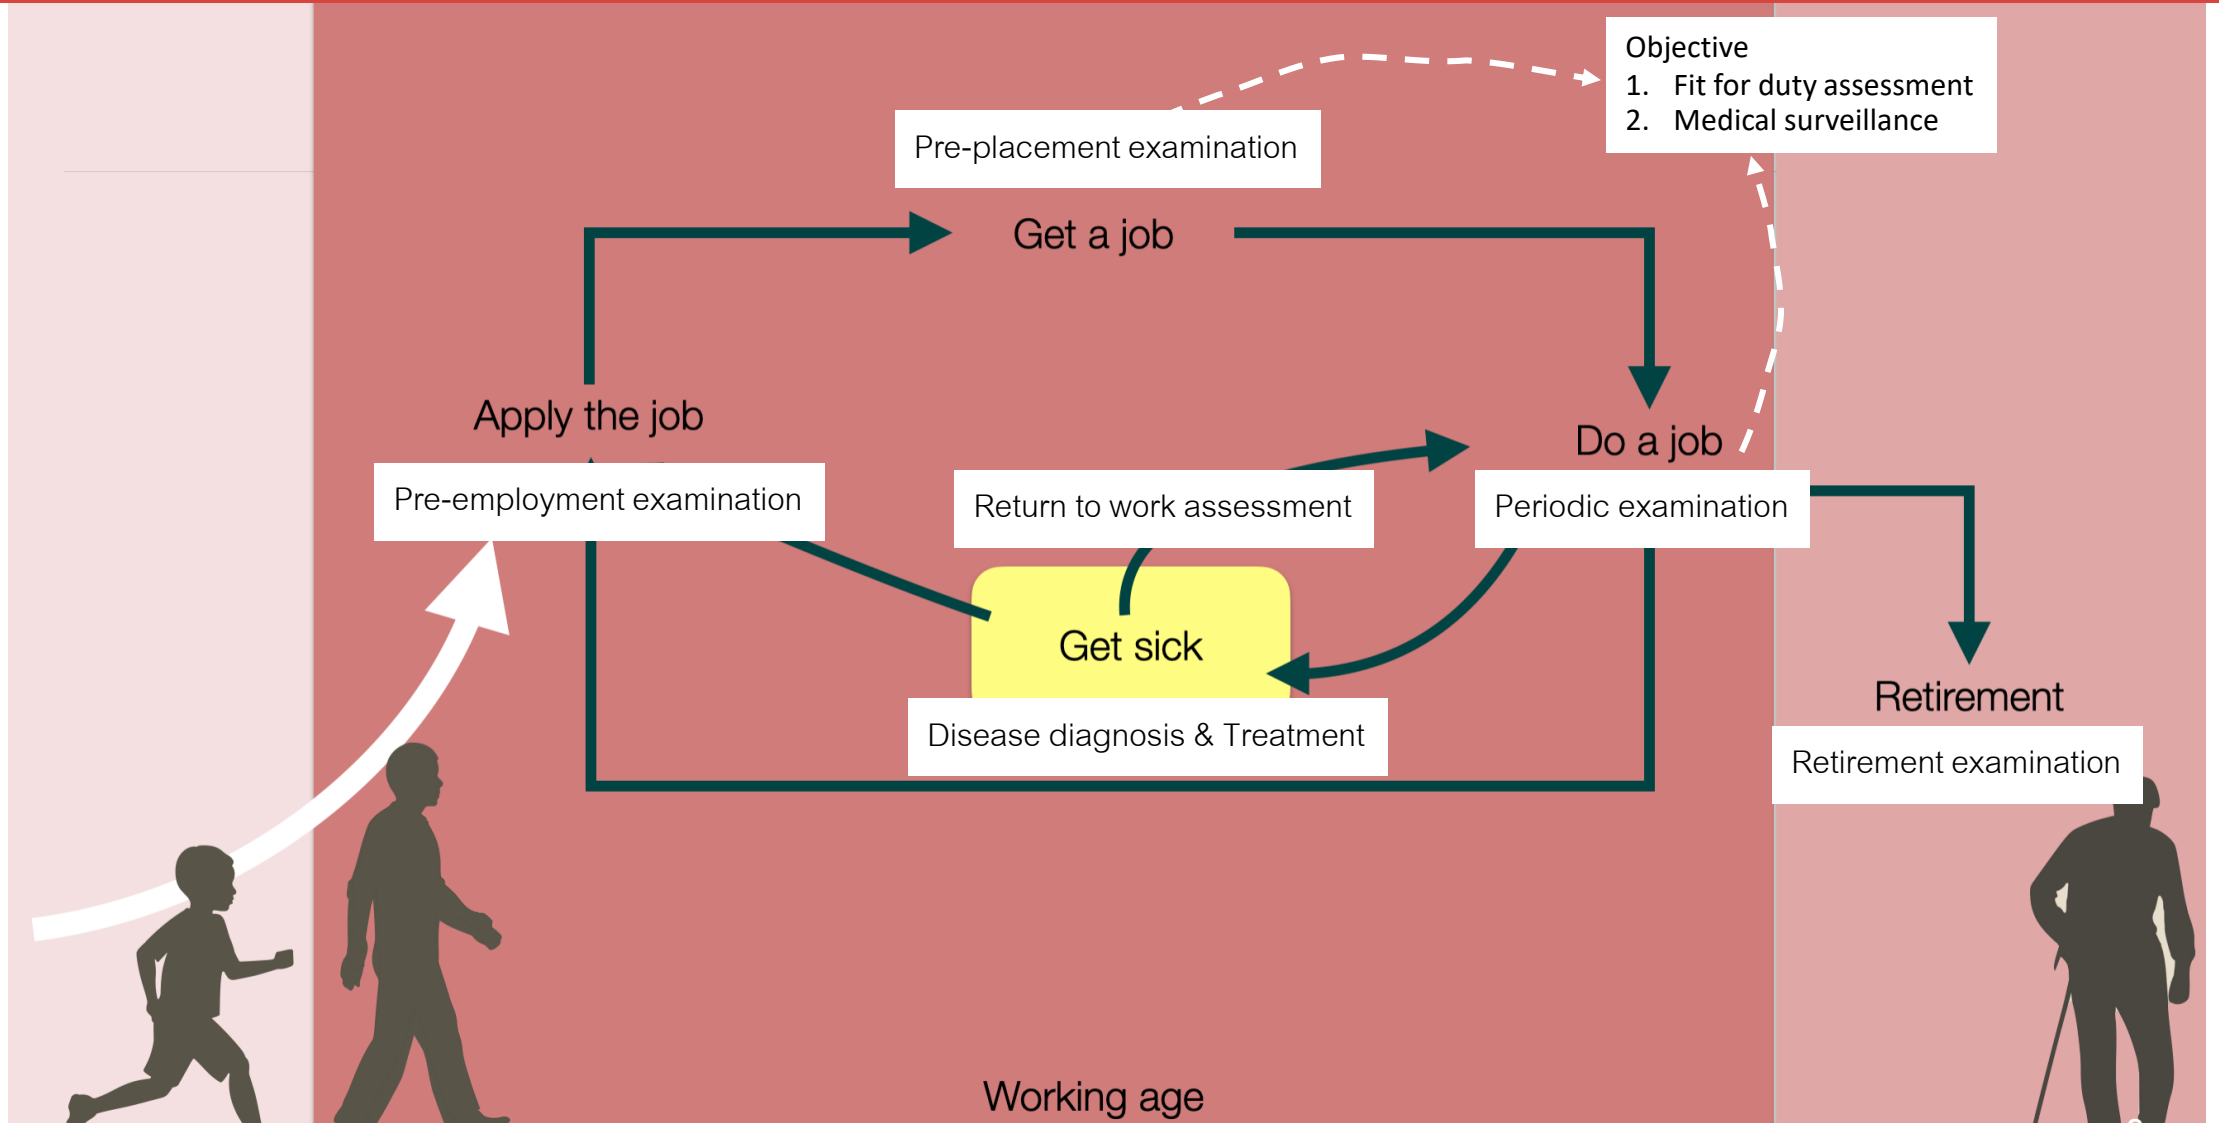 Objective
1. Fit for duty assessment
2. Medical surveillance
Pre-placement examination
Get a job
Apply the job
Pre-employment examination
Return to work assessment
Do a job
Periodic examination
Get sick
Disease diagnosis & Treatment
Retirement
Retirement examination
Working age